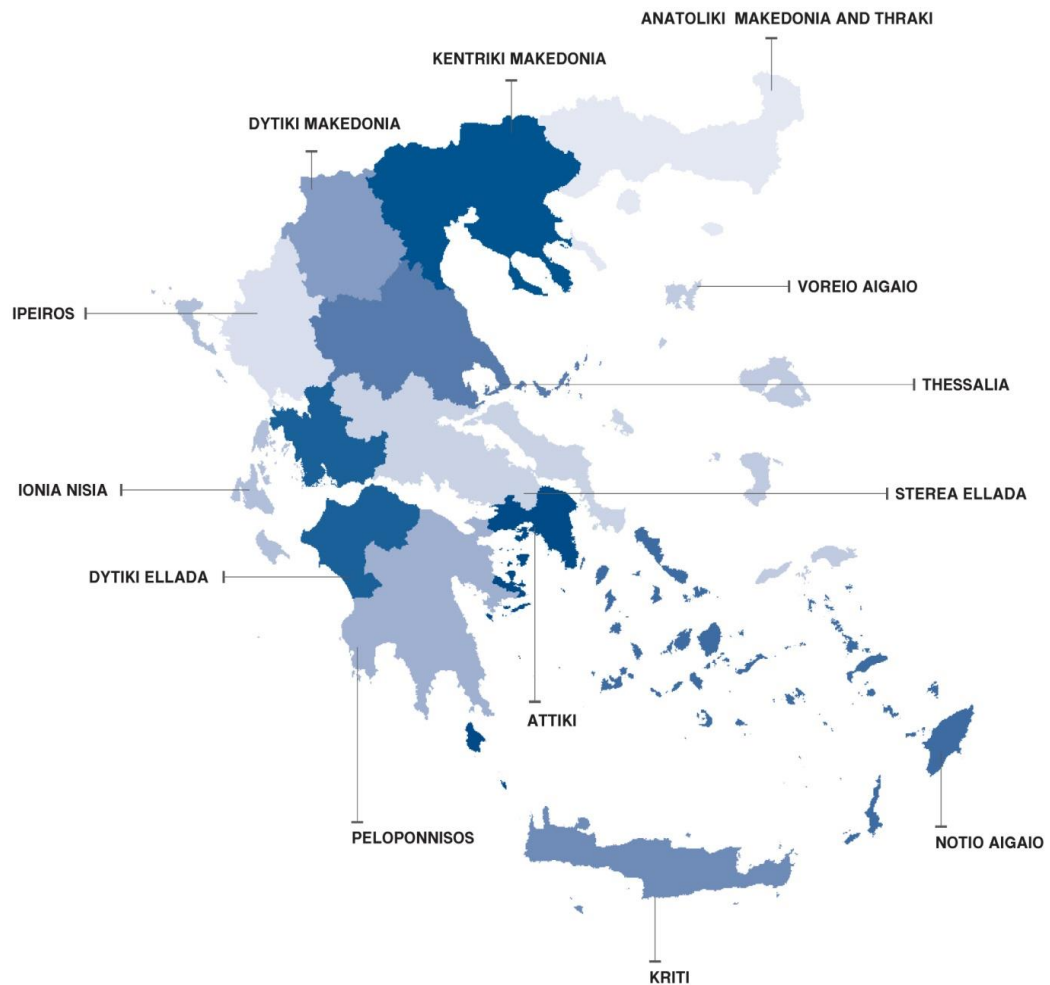 ANATOLIKI MAKEDONIA AND THRAKI
KENTRIKI MAKEDONIA
DYTIKI MAKEDONIA
VOREIO AIGAIO
IPEIROS
THESSALIA
IONIA NISIA
STEREA ELLADA
DYTIKI ELLADA
ATTIKI
PELOPONNISOS
NOTIO AIGAIO
KRITI